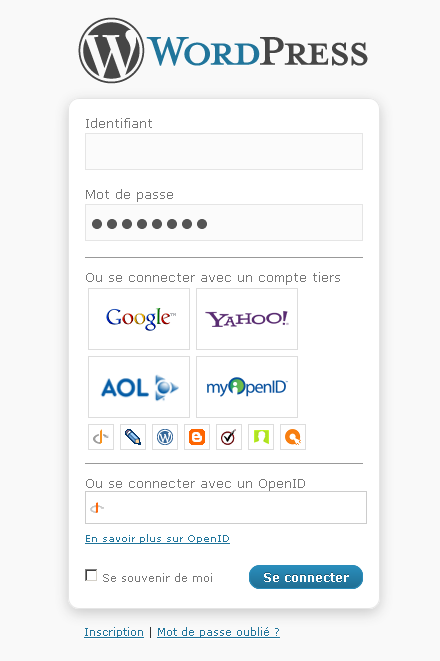 WORDPRESS
Identifiant
Mot de passe
Ou se connecter avec un compte tiers
Google™ YAHOO!
AOL myOpenID
Ou se connecter avec un OpenID
En savoir plus sur OpenID
Se souvenir de moi Se connecter
Inscription | Mot de passe oublié ?